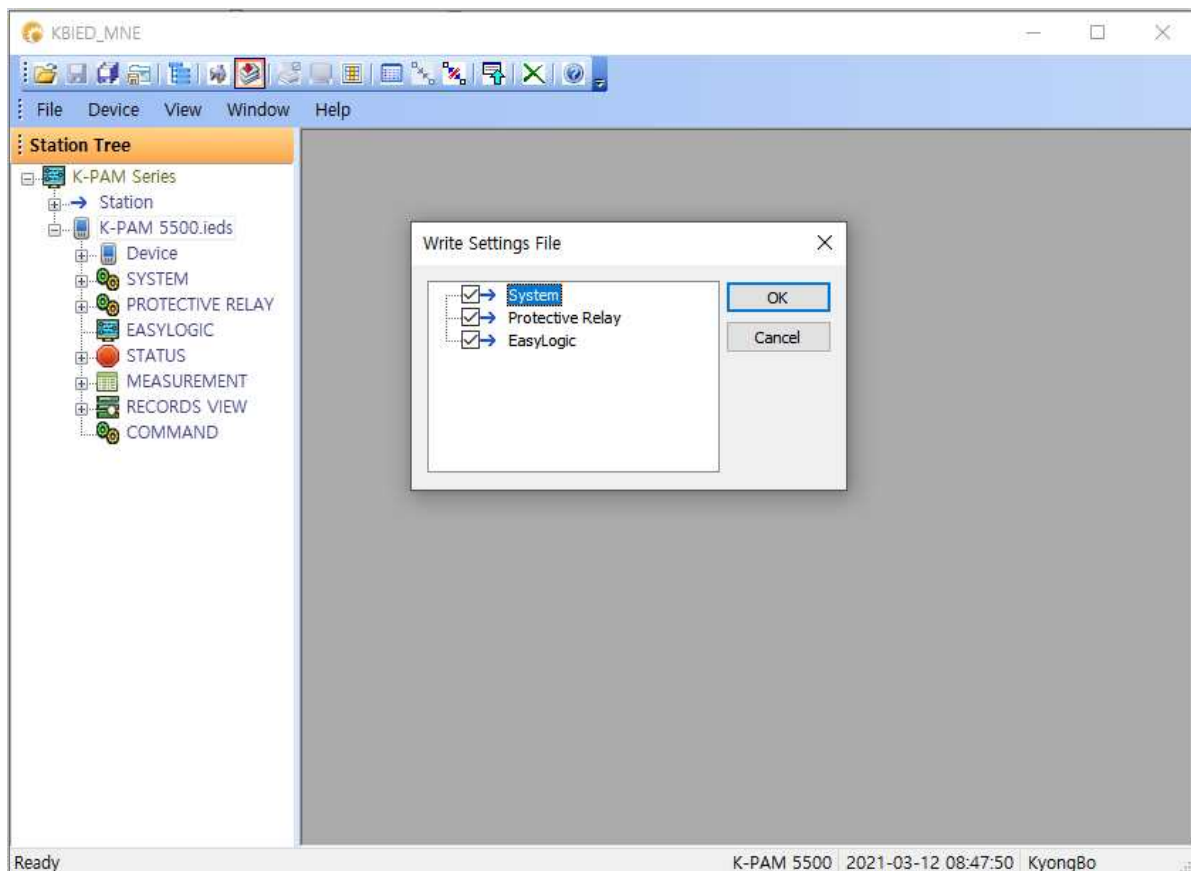 KBIED_MNE
File Device View Window Help
Station Tree
K-PAM Series
Station
K-PAM 5500.ieds
Device
SYSTEM
PROTECTIVE RELAY
EASYLOGIC
STATUS
MEASUREMENT
RECORDS VIEW
COMMAND
Write Settings File
System
Protective Relay
EasyLogic
OK
Cancel
Ready K-PAM 5500 2021-03-12 08:47:50 KyongBo